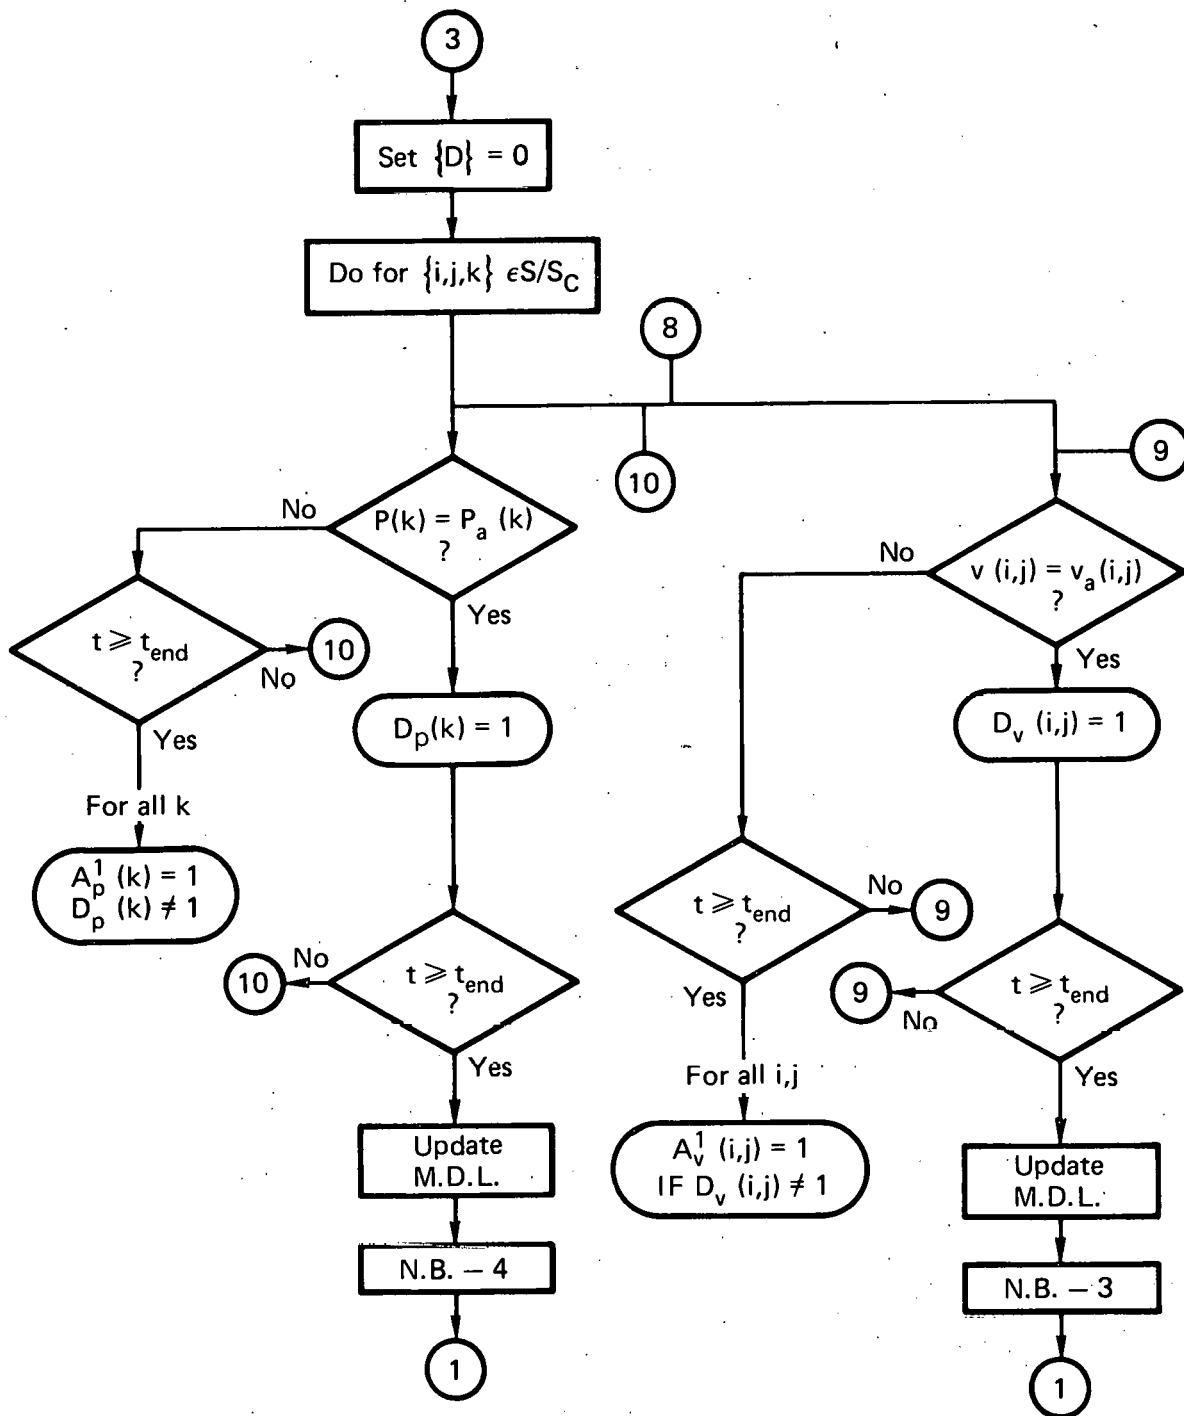 3
Set {D} = 0
Do for {i,j,k} ϵS/S_C
8
10
9
P(k) = P_a (k)
?
No
Yes
v (i,j) = v_a(i,j)
?
No
Yes
t ⩾ t_end
?
No
10
Yes
D_p(k) = 1
D_v (i,j) = 1
For all k
A_p^1 (k) = 1
D_p (k) ≠ 1
t ⩾ t_end
?
No
9
Yes
t ⩾ t_end
?
No
10
Yes
t ⩾ t_end
?
No
9
Yes
For all i,j
A_v^1 (i,j) = 1
IF D_v (i,j) ≠ 1
Update
M.D.L.
Update
M.D.L.
N.B. – 4
N.B. – 3
1
1